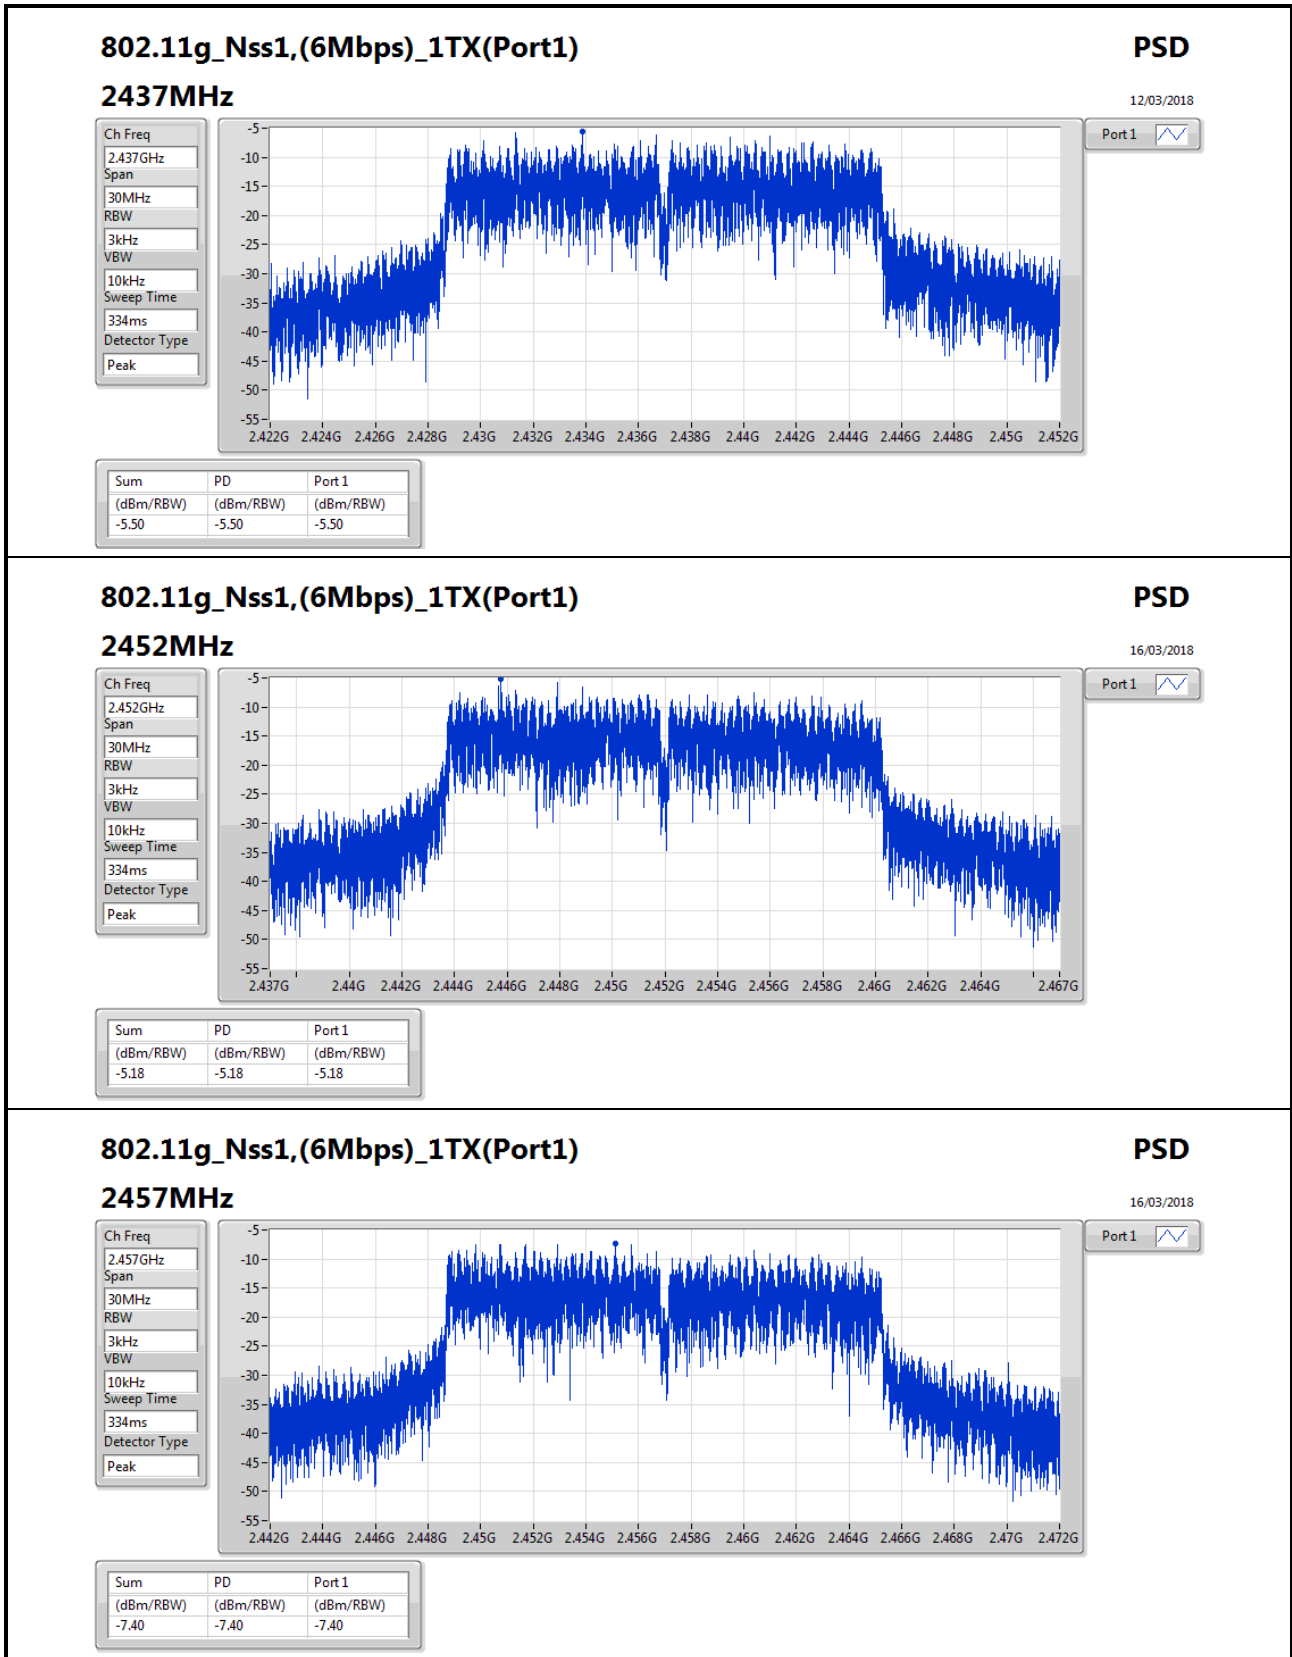 802.11g_Nss1,(6Mbps)_1TX(Port1) PSD
2437MHz 12/03/2018
Ch Freq
2.437GHz
Span
30MHz
RBW
3kHz
VBW
10kHz
Sweep Time
334ms
Detector Type
Peak
-5
-10
-15
-20
-25
-30
-35
-40
-45
-50
-55
2.422G 2.424G 2.426G 2.428G 2.43G 2.432G 2.434G 2.436G 2.438G 2.44G 2.442G 2.444G 2.446G 2.448G 2.45G 2.452G
Port 1
Sum PD Port 1
(dBm/RBW) (dBm/RBW) (dBm/RBW)
-5.50 -5.50 -5.50
802.11g_Nss1,(6Mbps)_1TX(Port1) PSD
2452MHz 16/03/2018
Ch Freq
2.452GHz
Span
30MHz
RBW
3kHz
VBW
10kHz
Sweep Time
334ms
Detector Type
Peak
-5
-10
-15
-20
-25
-30
-35
-40
-45
-50
-55
2.437G 2.44G 2.442G 2.444G 2.446G 2.448G 2.45G 2.452G 2.454G 2.456G 2.458G 2.46G 2.462G 2.464G 2.467G
Port 1
Sum PD Port 1
(dBm/RBW) (dBm/RBW) (dBm/RBW)
-5.18 -5.18 -5.18
802.11g_Nss1,(6Mbps)_1TX(Port1) PSD
2457MHz 16/03/2018
Ch Freq
2.457GHz
Span
30MHz
RBW
3kHz
VBW
10kHz
Sweep Time
334ms
Detector Type
Peak
-5
-10
-15
-20
-25
-30
-35
-40
-45
-50
-55
2.442G 2.444G 2.446G 2.448G 2.45G 2.452G 2.454G 2.456G 2.458G 2.46G 2.462G 2.464G 2.466G 2.468G 2.47G 2.472G
Port 1
Sum PD Port 1
(dBm/RBW) (dBm/RBW) (dBm/RBW)
-7.40 -7.40 -7.40